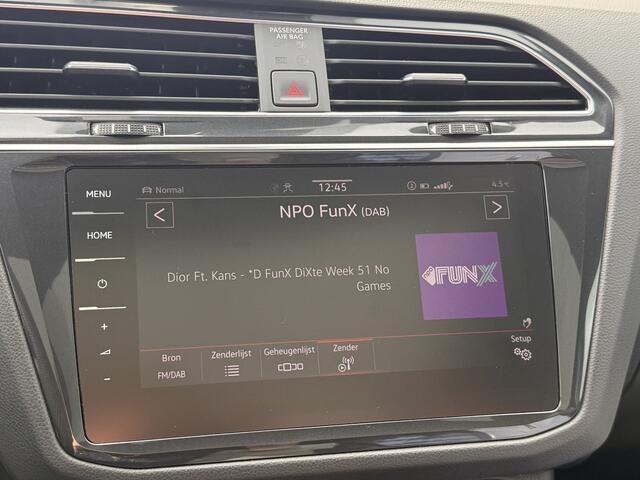 PASSENGER
AIR BAG
MENU
Normal
12:45
4.5°C
HOME
NPO FunX (DAB)
Dior Ft. Kans - *D FunX DiXte Week 51 No
Games
FUNX
Bron
FM/DAB
Zenderlijst
Geheugenlijst
Zender
Setup